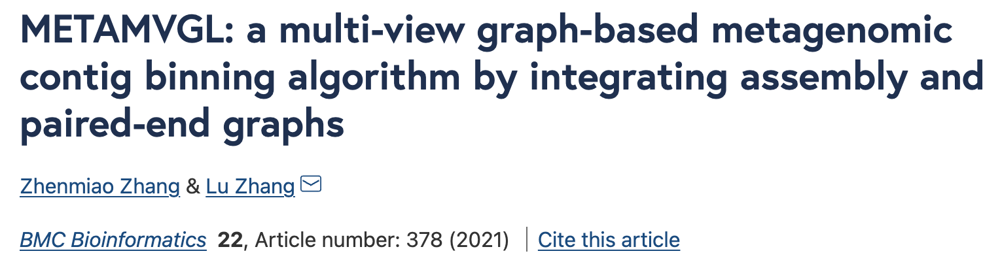 METAMVGL: a multi-view graph-based metagenomic
contig binning algorithm by integrating assembly and
paired-end graphs
Zhenmiao Zhang & Lu Zhang
BMC Bioinformatics 22, Article number: 378 (2021) | Cite this article